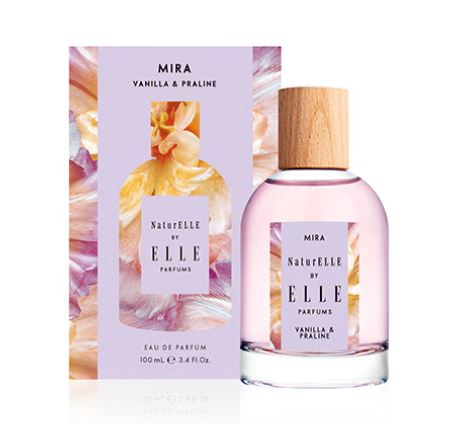 MIRA
VANILLA & PRALINE
NaturELLE
BY
ELLE
PARFUMS
EAU DE PARFUM
100 mL ℮ 3.4 Fl.Oz.
MIRA
NaturELLE
BY
ELLE
PARFUMS
VANILLA &
PRALINE